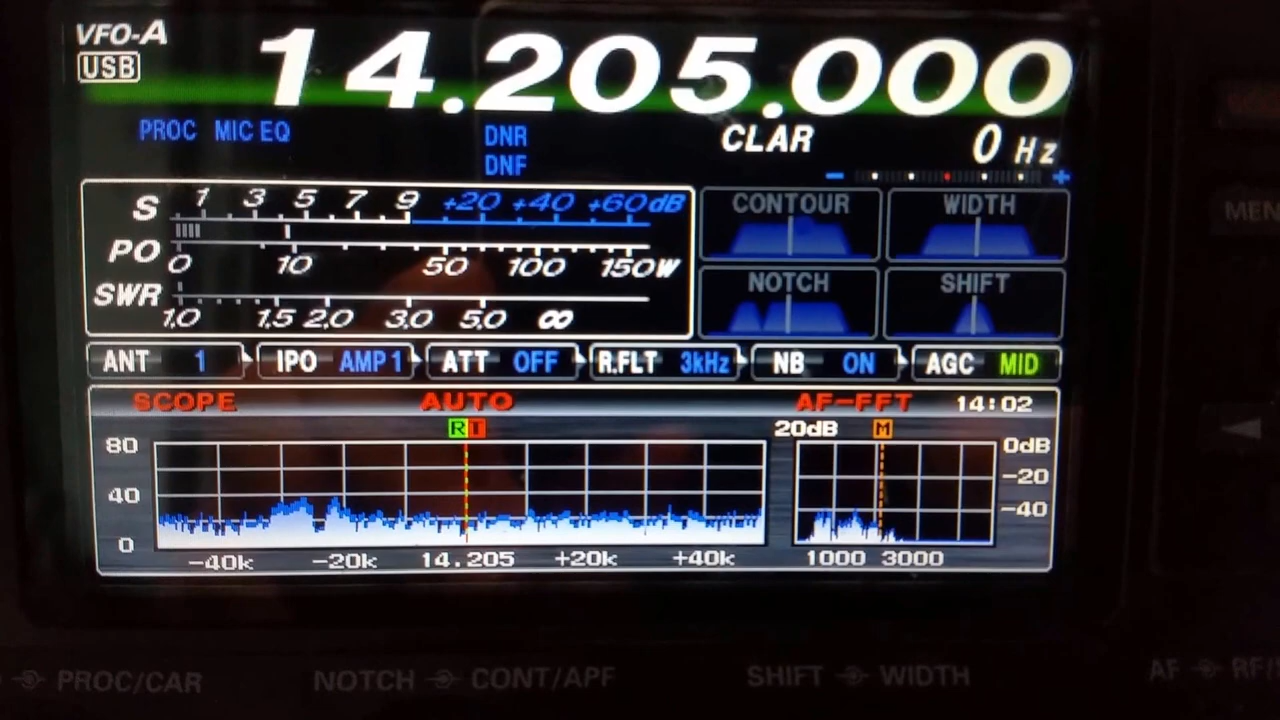 VFO-A
USB
14.205.000
PROC MIC EQ
DNR
DNF
CLAR 0 Hz
- +
S 1 3 5 7 9 +20 +40 +60dB
PO 0 10 50 100 150W
SWR 1.0 1.5 2.0 3.0 5.0 ∞
CONTOUR WIDTH
NOTCH SHIFT
ANT 1 IPO AMP1 ATT OFF R.FLT 3kHz NB ON AGC MID
SCOPE AUTO AF-FFT 14:02
R T 20dB M
80 40 0
0dB -20 -40
-40k -20k 14.205 +20k +40k 1000 3000
PROC/CAR NOTCH CONT/APF SHIFT WIDTH AF
MEN